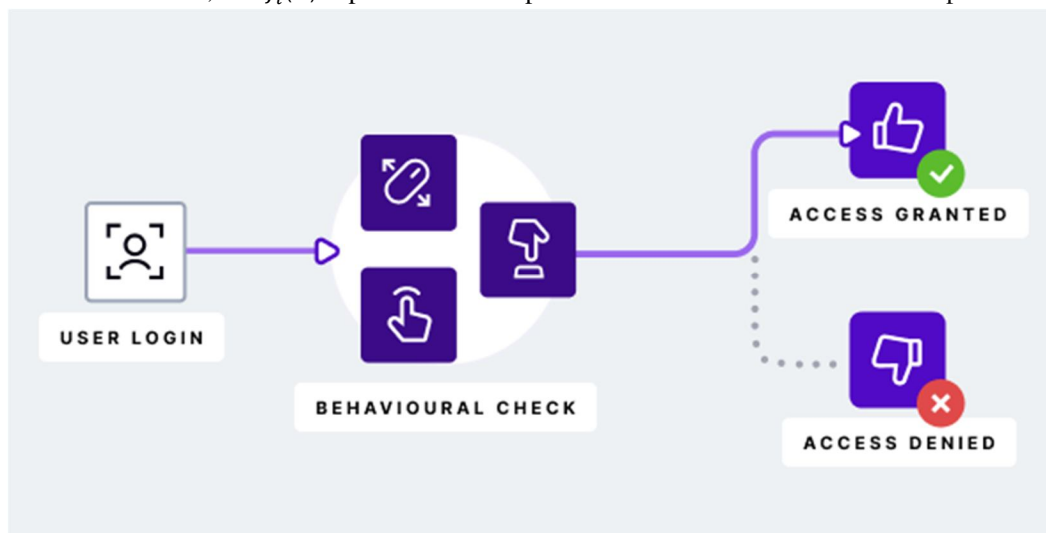 USER LOGIN
BEHAVIOURAL CHECK
ACCESS GRANTED
ACCESS DENIED